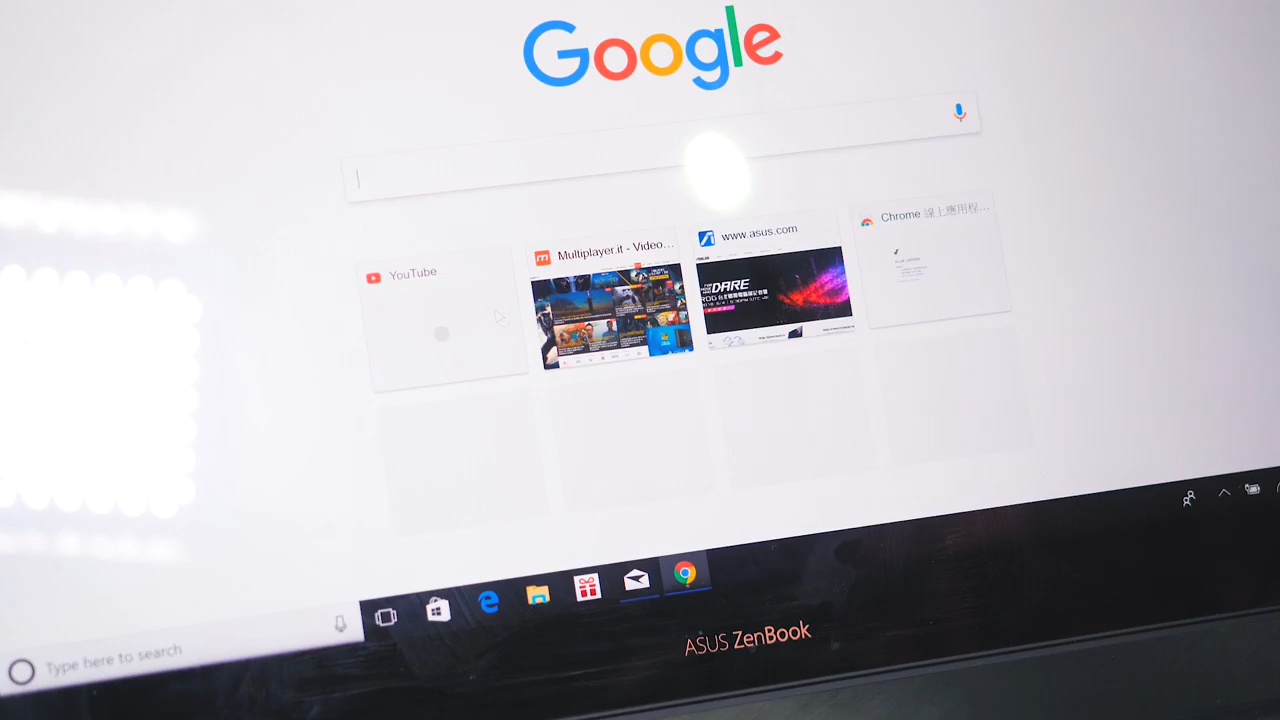 Google
YouTube
Multiplayer.it - Video...
www.asus.com
Chrome 線上應用程...
DARE
Type here to search
ASUS ZenBook